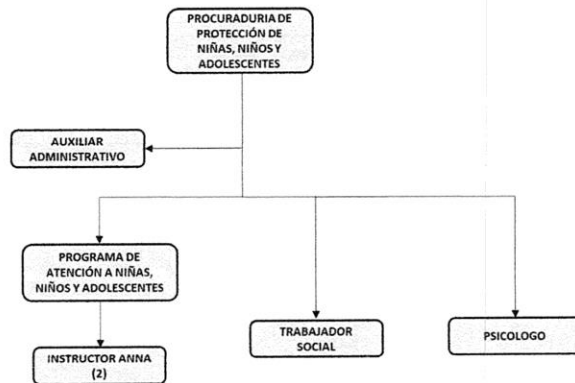 PROCURADURIA DE
PROTECCIÓN DE
NIÑAS, NIÑOS Y
ADOLESCENTES
AUXILIAR
ADMINISTRATIVO
PROGRAMA DE
ATENCIÓN A NIÑAS,
NIÑOS Y ADOLESCENTES
TRABAJADOR
SOCIAL
PSICOLOGO
INSTRUCTOR ANNA
(2)